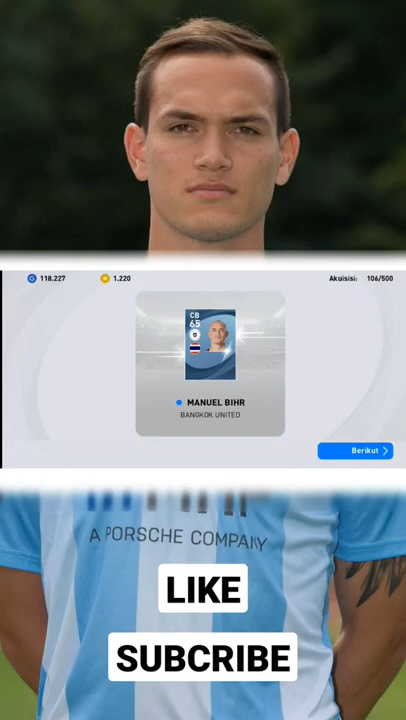 118.227
1.220
Akuisisi: 106/500
CB
65
MANUEL BIHR
BANGKOK UNITED
Berikut
A PORSCHE COMPANY
LIKE
SUBCRIBE